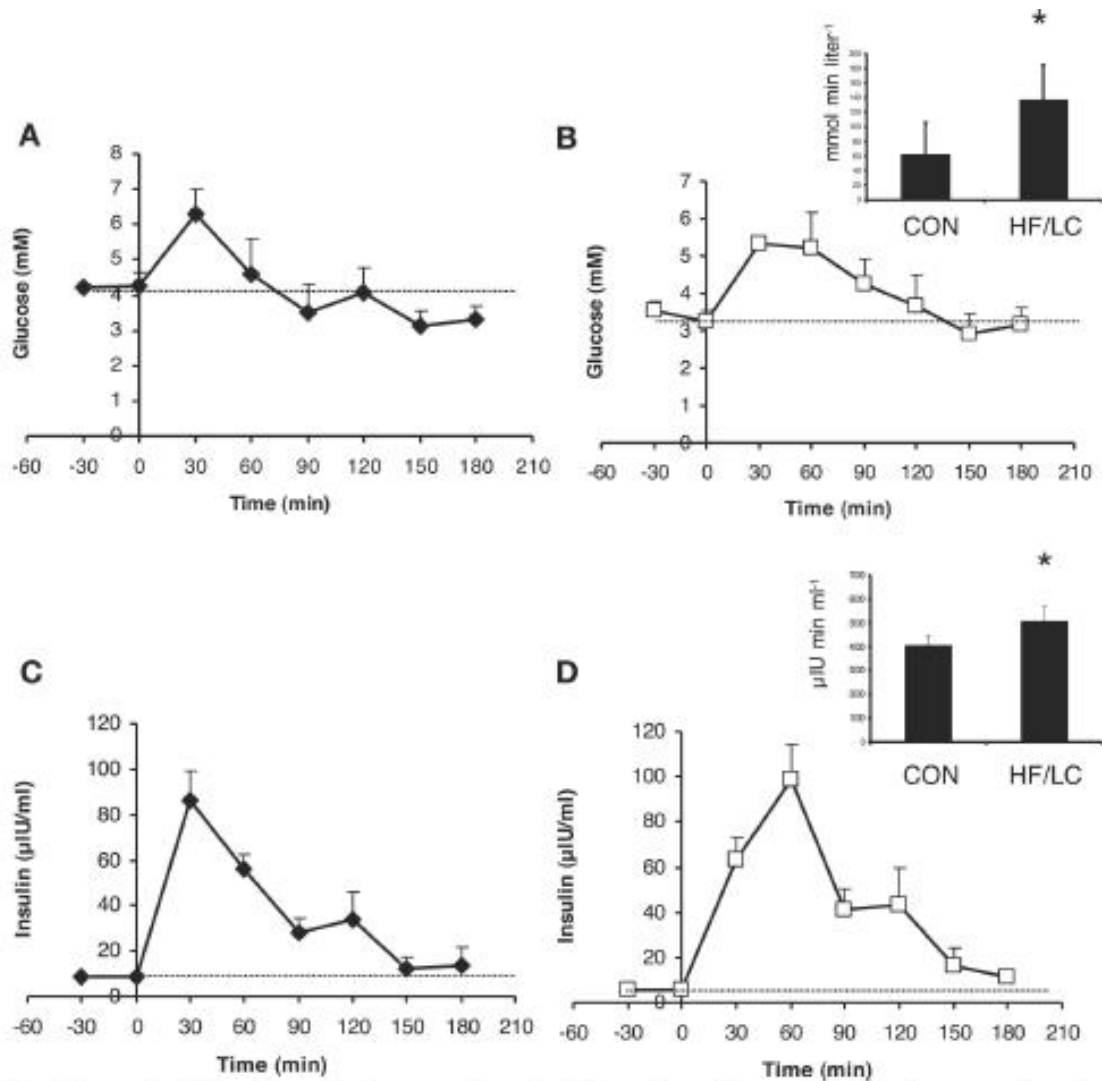 *
mmol min liter⁻¹
CON HF/LC
A
8
7
6
5
4
3
2
1
0
Glucose (mM)
-60 -30 0 30 60 90 120 150 180 210
Time (min)
B
7
6
5
4
3
2
1
0
Glucose (mM)
-60 -30 0 30 60 90 120 150 180 210
Time (min)
*
µIU min ml⁻¹
CON HF/LC
C
120
100
80
60
40
20
0
Insulin (µIU/ml)
-60 -30 0 30 60 90 120 150 180 210
Time (min)
D
120
100
80
60
40
20
0
Insulin (µIU/ml)
-60 -30 0 30 60 90 120 150 180 210
Time (min)